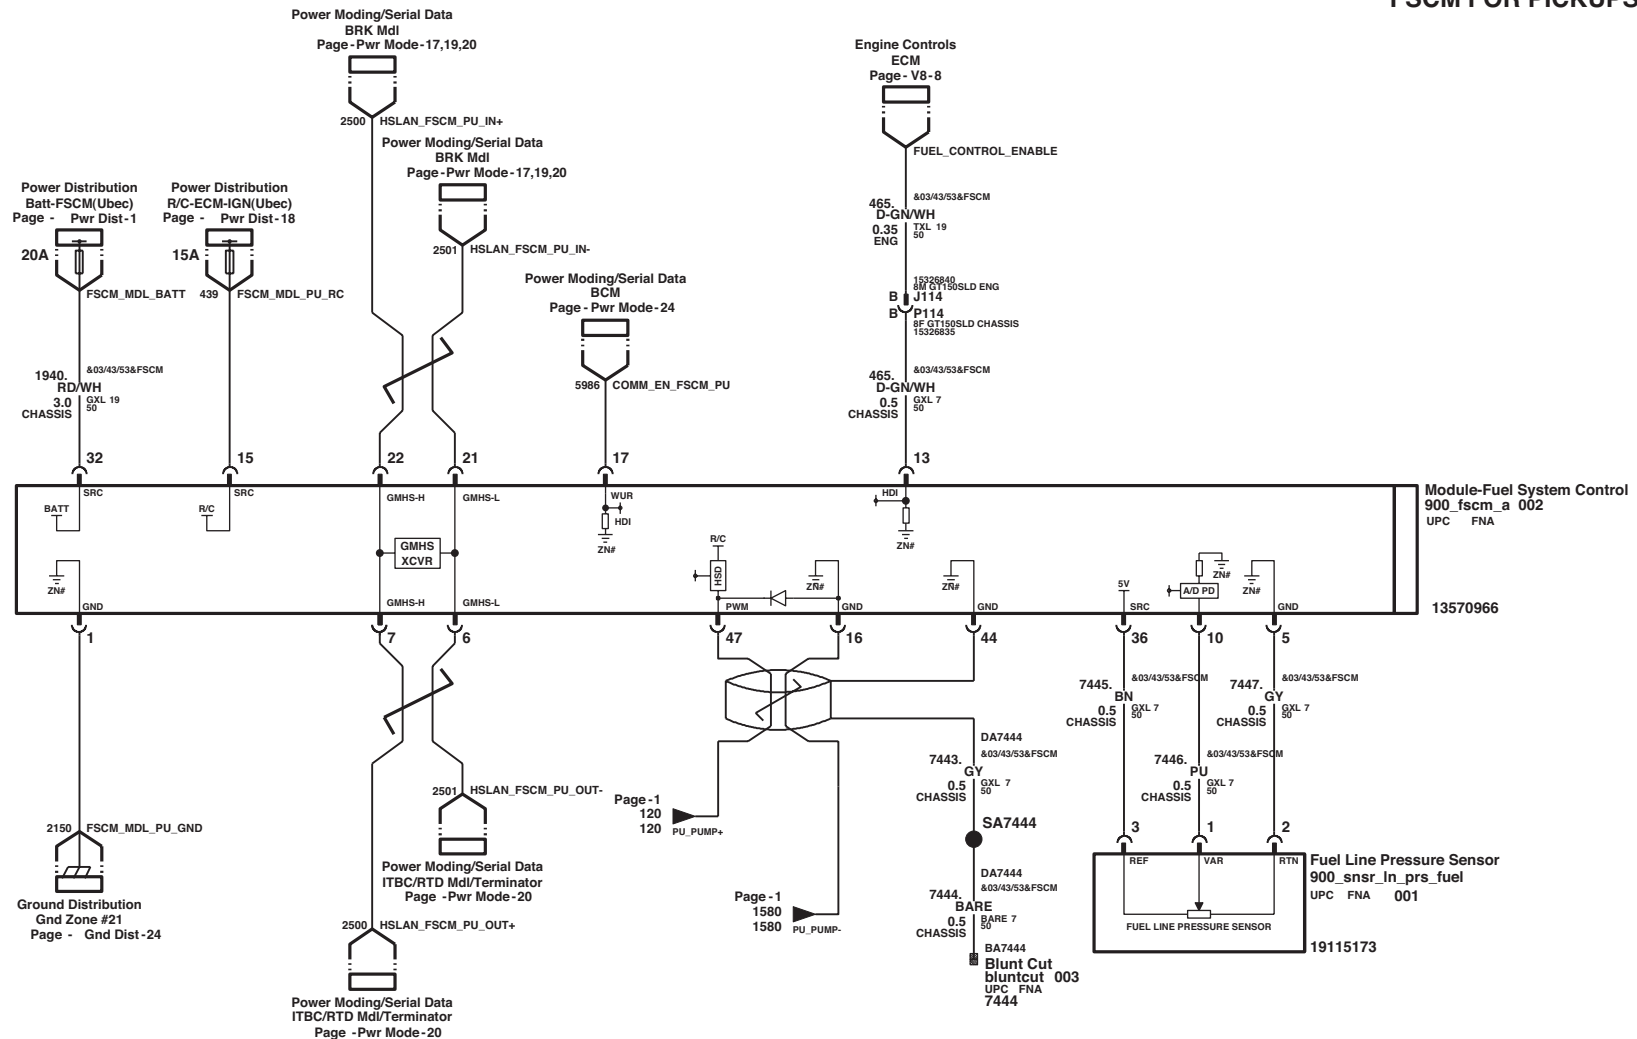 FSCM FOR PICKUPS
Power Moding/Serial Data
BRK Mdl
Page-Pwr Mode-17,19,20
2500 HSLAN_FSCM_PU_IN+
Power Moding/Serial Data
BRK Mdl
Page-Pwr Mode-17,19,20
2501 HSLAN_FSCM_PU_IN-
Engine Controls
ECM
Page- V8-8
FUEL_CONTROL_ENABLE
Power Distribution
Batt-FSCM(Ubec)
Page - Pwr Dist-1
20A
FSCM_MDL_BATT
Power Distribution
R/C-ECM-IGN(Ubec)
Page - Pwr Dist-18
15A
439 FSCM_MDL_PU_RC
Power Moding/Serial Data
BCM
Page-Pwr Mode-24
5986 COMM_EN_FSCM_PU
465. &03/43/53&FSCM
D-GN/WH
0.35 TXL 19
ENG 50
15326840
8M GT150SLD ENG
B J114
B P114
8F GT150SLD CHASSIS
15326835
465. &03/43/53&FSCM
D-GN/WH
0.5 GXL 7
CHASSIS 50
1940. &03/43/53&FSCM
RD/WH
3.0 GXL 19
CHASSIS 50
32 15 22 21 17 13
SRC SRC GMHS-H GMHS-L WUR HDI
BATT R/C HDI
ZN# ZN#
GMHS
XCVR
R/C
HSD
ZN# ZN# ZN# 5V A/D PD ZN# ZN#
GND GMHS-H GMHS-L PWM GND GND SRC GND
Module-Fuel System Control
900_fscm_a 002
UPC FNA
13570966
1 7 6 47 16 44 36 10 5
7445. &03/43/53&FSCM
BN
0.5 GXL 7
CHASSIS 50
7447. &03/43/53&FSCM
GY
0.5 GXL 7
CHASSIS 50
7446. &03/43/53&FSCM
PU
0.5 GXL 7
CHASSIS 50
DA7444
7443. &03/43/53&FSCM
GY
0.5 GXL 7
CHASSIS 50
SA7444
DA7444
7444. &03/43/53&FSCM
BARE
0.5 BARE 7
CHASSIS 50
BA7444
Blunt Cut
bluntcut 003
UPC FNA
7444
3 1 2
REF VAR RTN
FUEL LINE PRESSURE SENSOR
Fuel Line Pressure Sensor
900_snsr_ln_prs_fuel
UPC FNA 001
19115173
Page-1
120
120 PU_PUMP+
Page-1
1580
1580 PU_PUMP-
2501 HSLAN_FSCM_PU_OUT-
Power Moding/Serial Data
ITBC/RTD Mdl/Terminator
Page -Pwr Mode-20
2500 HSLAN_FSCM_PU_OUT+
Power Moding/Serial Data
ITBC/RTD Mdl/Terminator
Page -Pwr Mode-20
2150 FSCM_MDL_PU_GND
Ground Distribution
Gnd Zone #21
Page - Gnd Dist-24